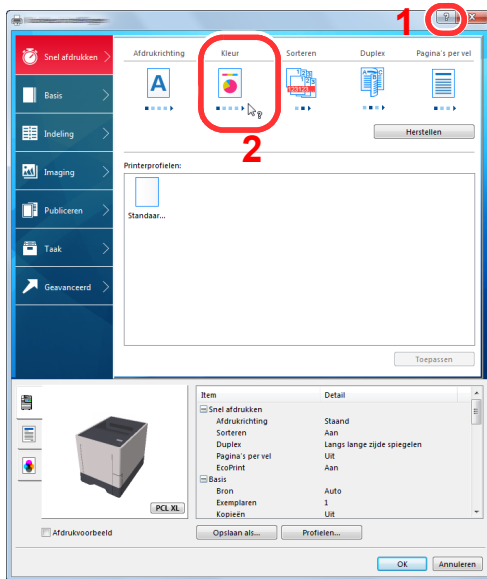 1
?
X
Snel afdrukken
Afdrukrichting
Kleur
Sorteren
Duplex
Pagina's per vel
A
123
123123
A
B
C
?
Basis
2
Herstellen
Indeling
Printerprofielen:
Imaging
Publiceren
Standaar...
Taak
Geavanceerd
Toepassen
Item Detail
Snel afdrukken
Afdrukrichting Staand
Sorteren Aan
Duplex Langs lange zijde spiegelen
Pagina's per vel Uit
EcoPrint Aan
Basis
Bron Auto
Exemplaren 1
Kopieën Uit
PCL XL
Afdrukvoorbeeld
Opslaan als...
Profielen...
OK
Annuleren